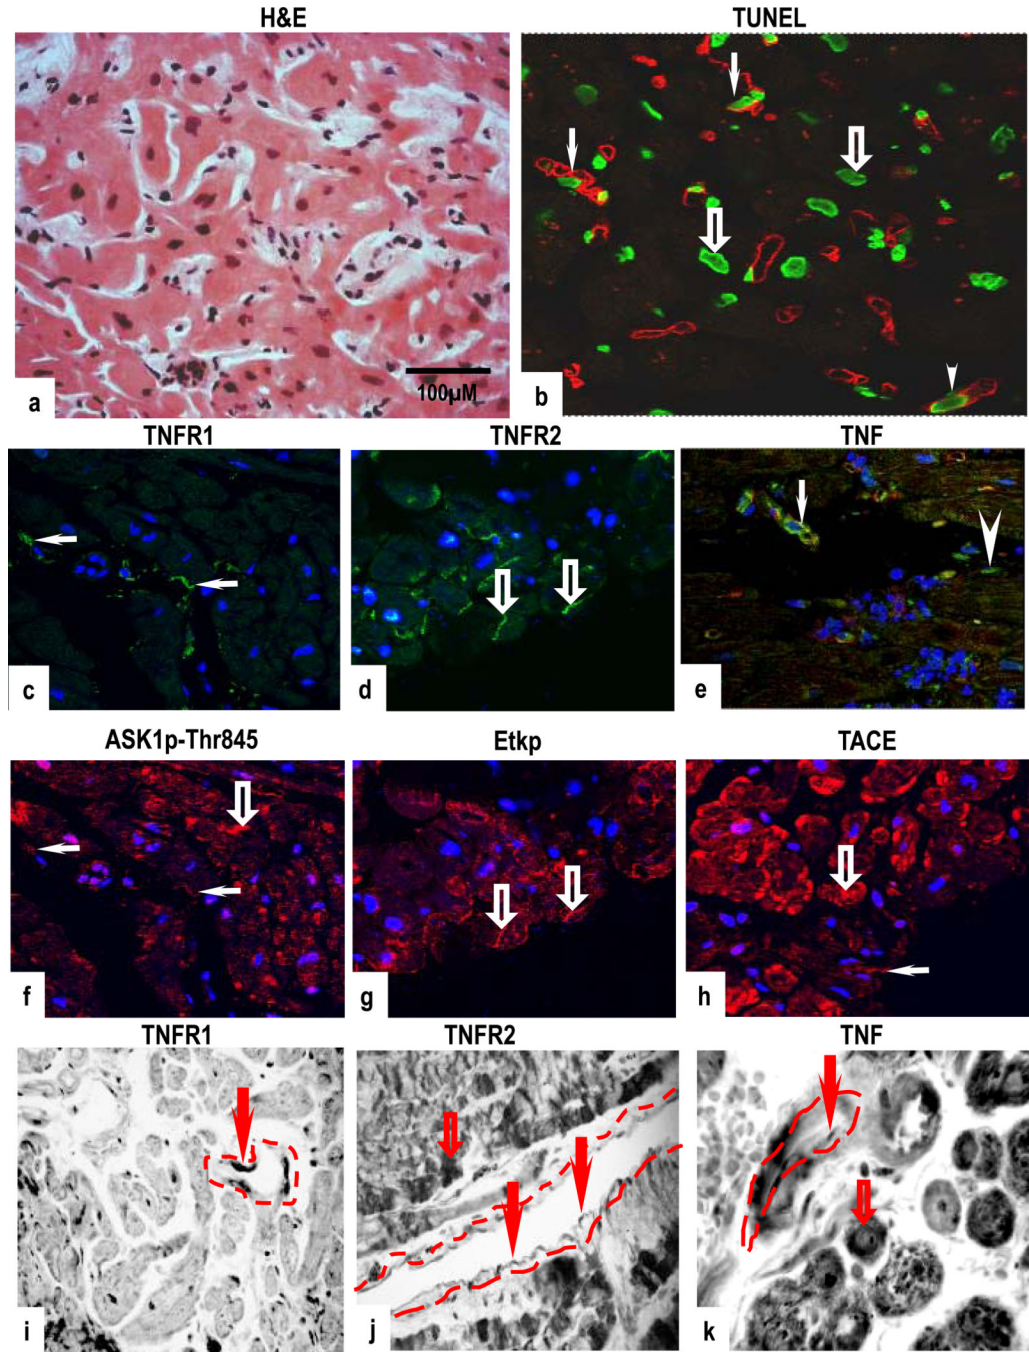 H&E
TUNEL
100µM
a
b
TNFR1
TNFR2
TNF
c
d
e
ASK1p-Thr845
Etkp
TACE
f
g
h
TNFR1
TNFR2
TNF
i
j
k